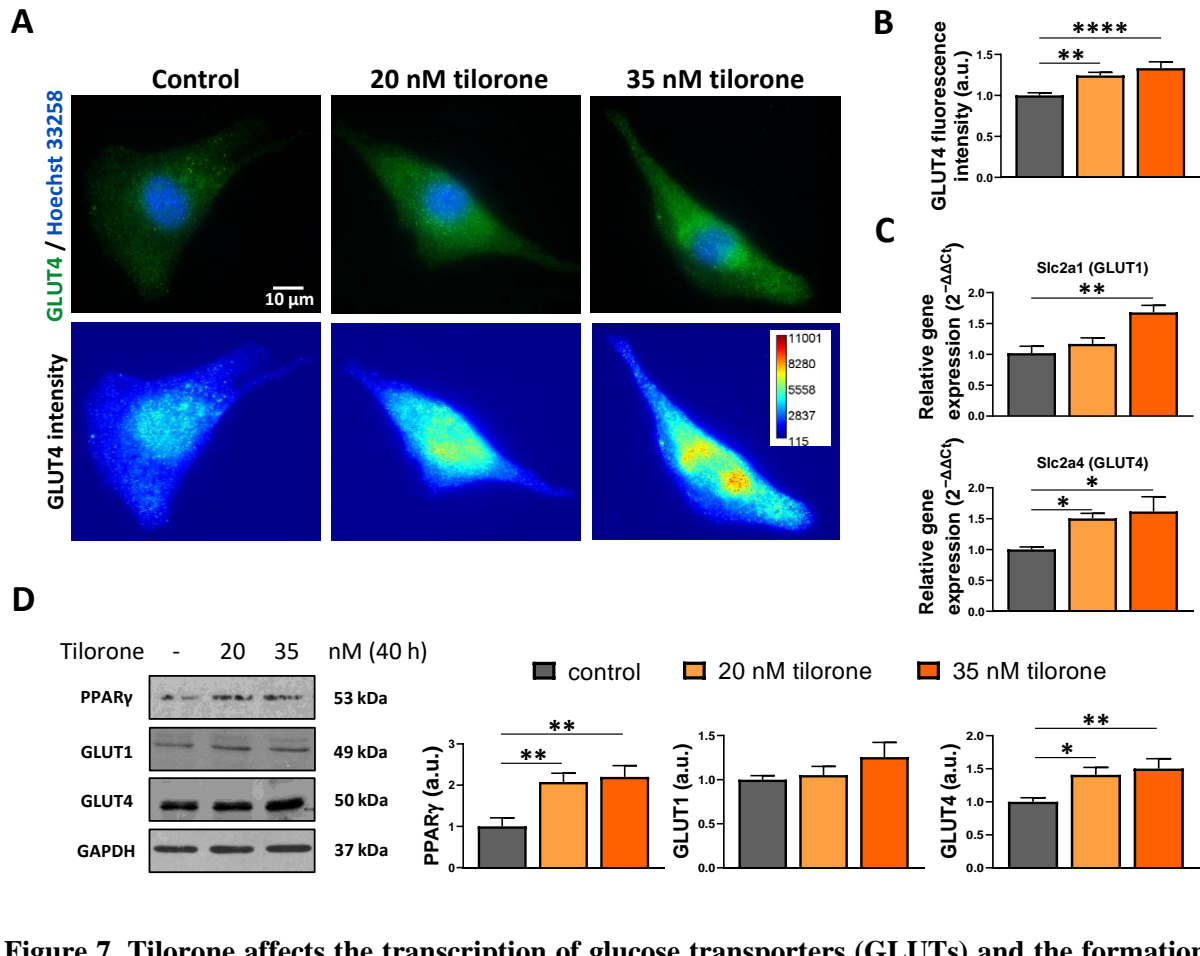 A
Control
20 nM tilorone
35 nM tilorone
GLUT4 / Hoechst 33258
10 µm
GLUT4 intensity
11001
8280
5558
2837
115
B
GLUT4 fluorescence
intensity (a.u.)
1.5
1.0
0.5
0.0
**
****
C
Slc2a1 (GLUT1)
Relative gene
expression (2^−ΔΔCt)
2.0
1.5
1.0
0.5
0.0
**
Slc2a4 (GLUT4)
Relative gene
expression (2^−ΔΔCt)
2.0
1.5
1.0
0.5
0.0
*
*
D
Tilorone - 20 35 nM (40 h)
PPARγ 53 kDa
GLUT1 49 kDa
GLUT4 50 kDa
GAPDH 37 kDa
control
20 nM tilorone
35 nM tilorone
PPARγ (a.u.)
3
2
1
0
**
**
GLUT1 (a.u.)
1.5
1.0
0.5
0.0
GLUT4 (a.u.)
2.0
1.5
1.0
0.5
0.0
*
**
Figure 7. Tilorone affects the transcription of glucose transporters (GLUTs) and the formation